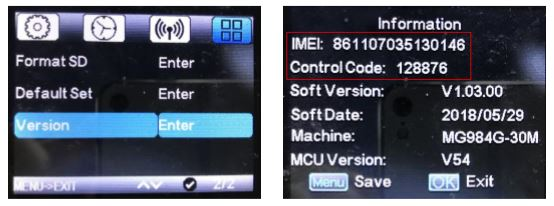 Format SD Enter
Default Set Enter
Version Enter
MENU->EXIT 2/2
Information
IMEI: 861107035130146
Control Code: 128876
Soft Version: V1.03.00
Soft Date: 2018/05/29
Machine: MG984G-30M
MCU Version: V54
Menu Save OK Exit